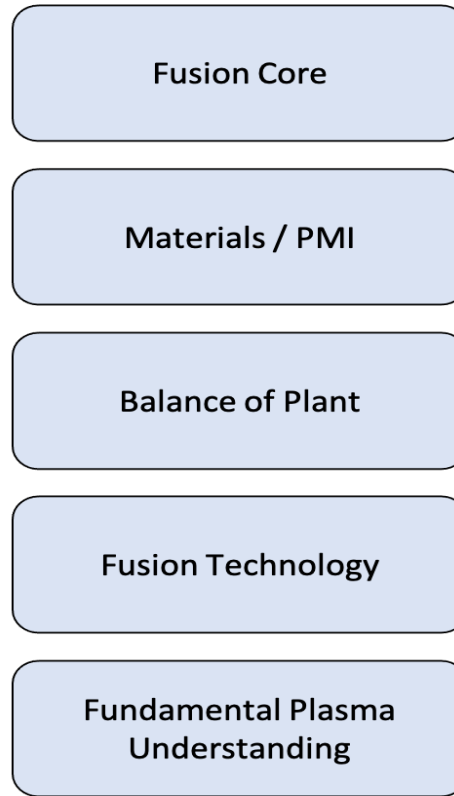 Fusion Core
Materials / PMI
Balance of Plant
Fusion Technology
Fundamental Plasma
Understanding